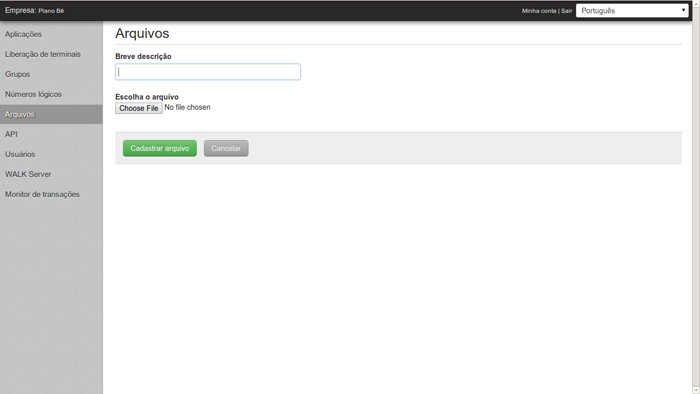 Empresa: Plano Bê
Minha conta | Sair
Português
Aplicações
Liberação de terminais
Grupos
Números lógicos
Arquivos
API
Usuários
WALK Server
Monitor de transações
Arquivos
Breve descrição
Escolha o arquivo
Choose File No file chosen
Cadastrar arquivo
Cancelar